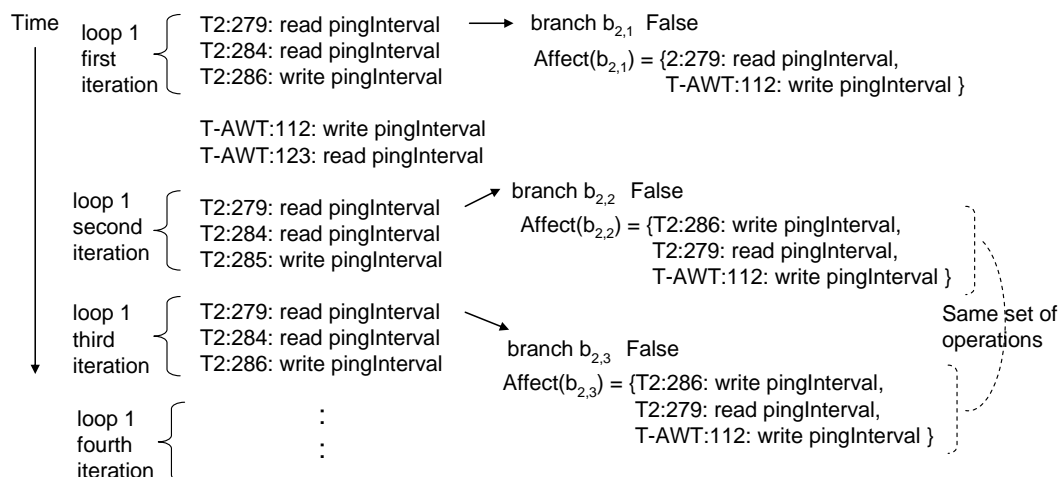 Time
loop 1
first
iteration
T2:279: read pingInterval
T2:284: read pingInterval
T2:286: write pingInterval
branch b2,1 False
Affect(b2,1) = {2:279: read pingInterval,
T-AWT:112: write pingInterval }
T-AWT:112: write pingInterval
T-AWT:123: read pingInterval
loop 1
second
iteration
T2:279: read pingInterval
T2:284: read pingInterval
T2:285: write pingInterval
branch b2,2 False
Affect(b2,2) = {T2:286: write pingInterval,
T2:279: read pingInterval,
T-AWT:112: write pingInterval }
loop 1
third
iteration
T2:279: read pingInterval
T2:284: read pingInterval
T2:286: write pingInterval
Same set of
operations
branch b2,3 False
Affect(b2,3) = {T2:286: write pingInterval,
T2:279: read pingInterval,
T-AWT:112: write pingInterval }
loop 1
fourth
iteration
:
: